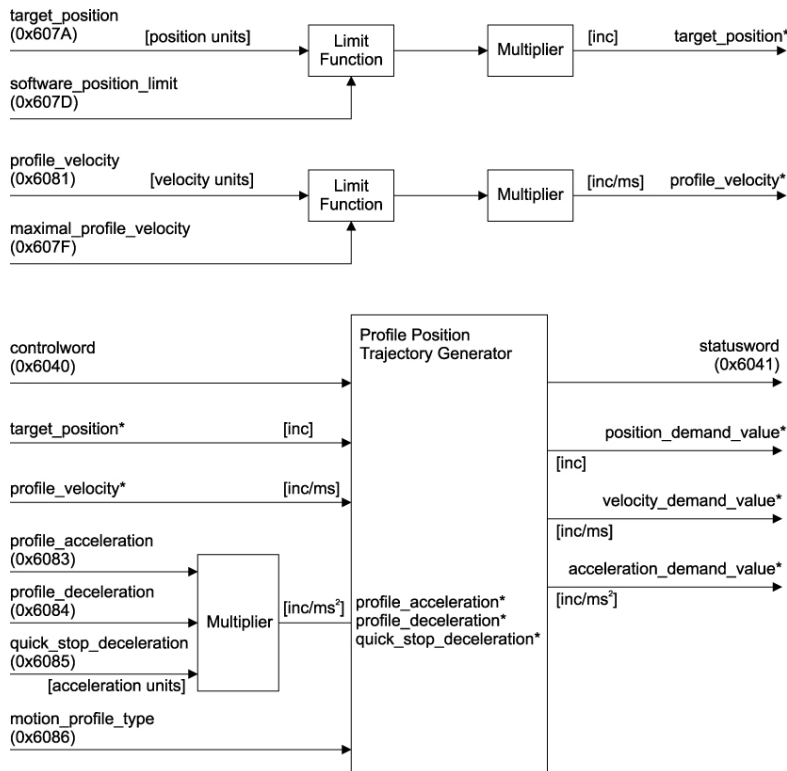 target_position
(0x607A)
[position units]
Limit
Function
Multiplier
[inc]
target_position*
software_position_limit
(0x607D)
profile_velocity
(0x6081)
[velocity units]
Limit
Function
Multiplier
[inc/ms]
profile_velocity*
maximal_profile_velocity
(0x607F)
Profile Position
Trajectory Generator
controlword
(0x6040)
statusword
(0x6041)
target_position*
[inc]
position_demand_value*
[inc]
profile_velocity*
[inc/ms]
velocity_demand_value*
[inc/ms]
profile_acceleration
(0x6083)
profile_deceleration
(0x6084)
quick_stop_deceleration
(0x6085)
[acceleration units]
Multiplier
[inc/ms²]
profile_acceleration*
profile_deceleration*
quick_stop_deceleration*
acceleration_demand_value*
[inc/ms²]
motion_profile_type
(0x6086)